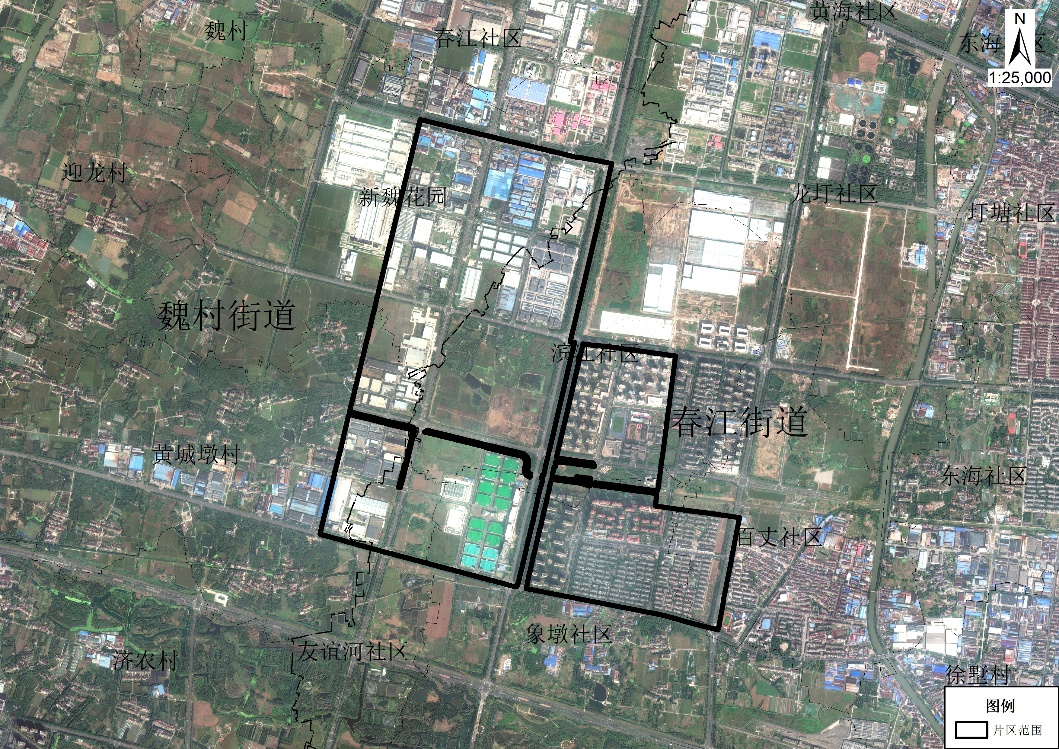 魏村
春江社区
黄海社区
东海社区
N
1:25,000
迎龙村
新魏花园
龙圩社区
圩塘社区
魏村街道
滨江社区
春江街道
黄城墩村
东海社区
百丈社区
象墩社区
友谊河社区
济农村
徐墅村
图例
片区范围